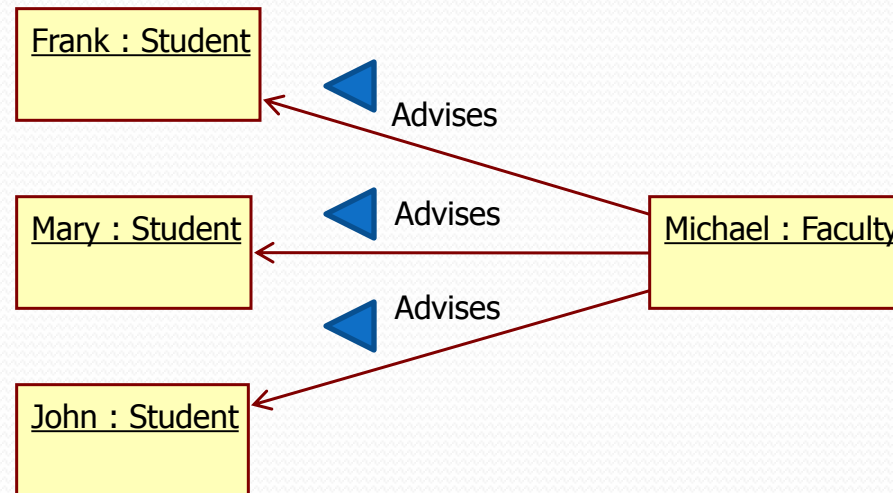 Frank : Student
Advises
Mary : Student
Advises
Michael : Faculty
Advises
John : Student